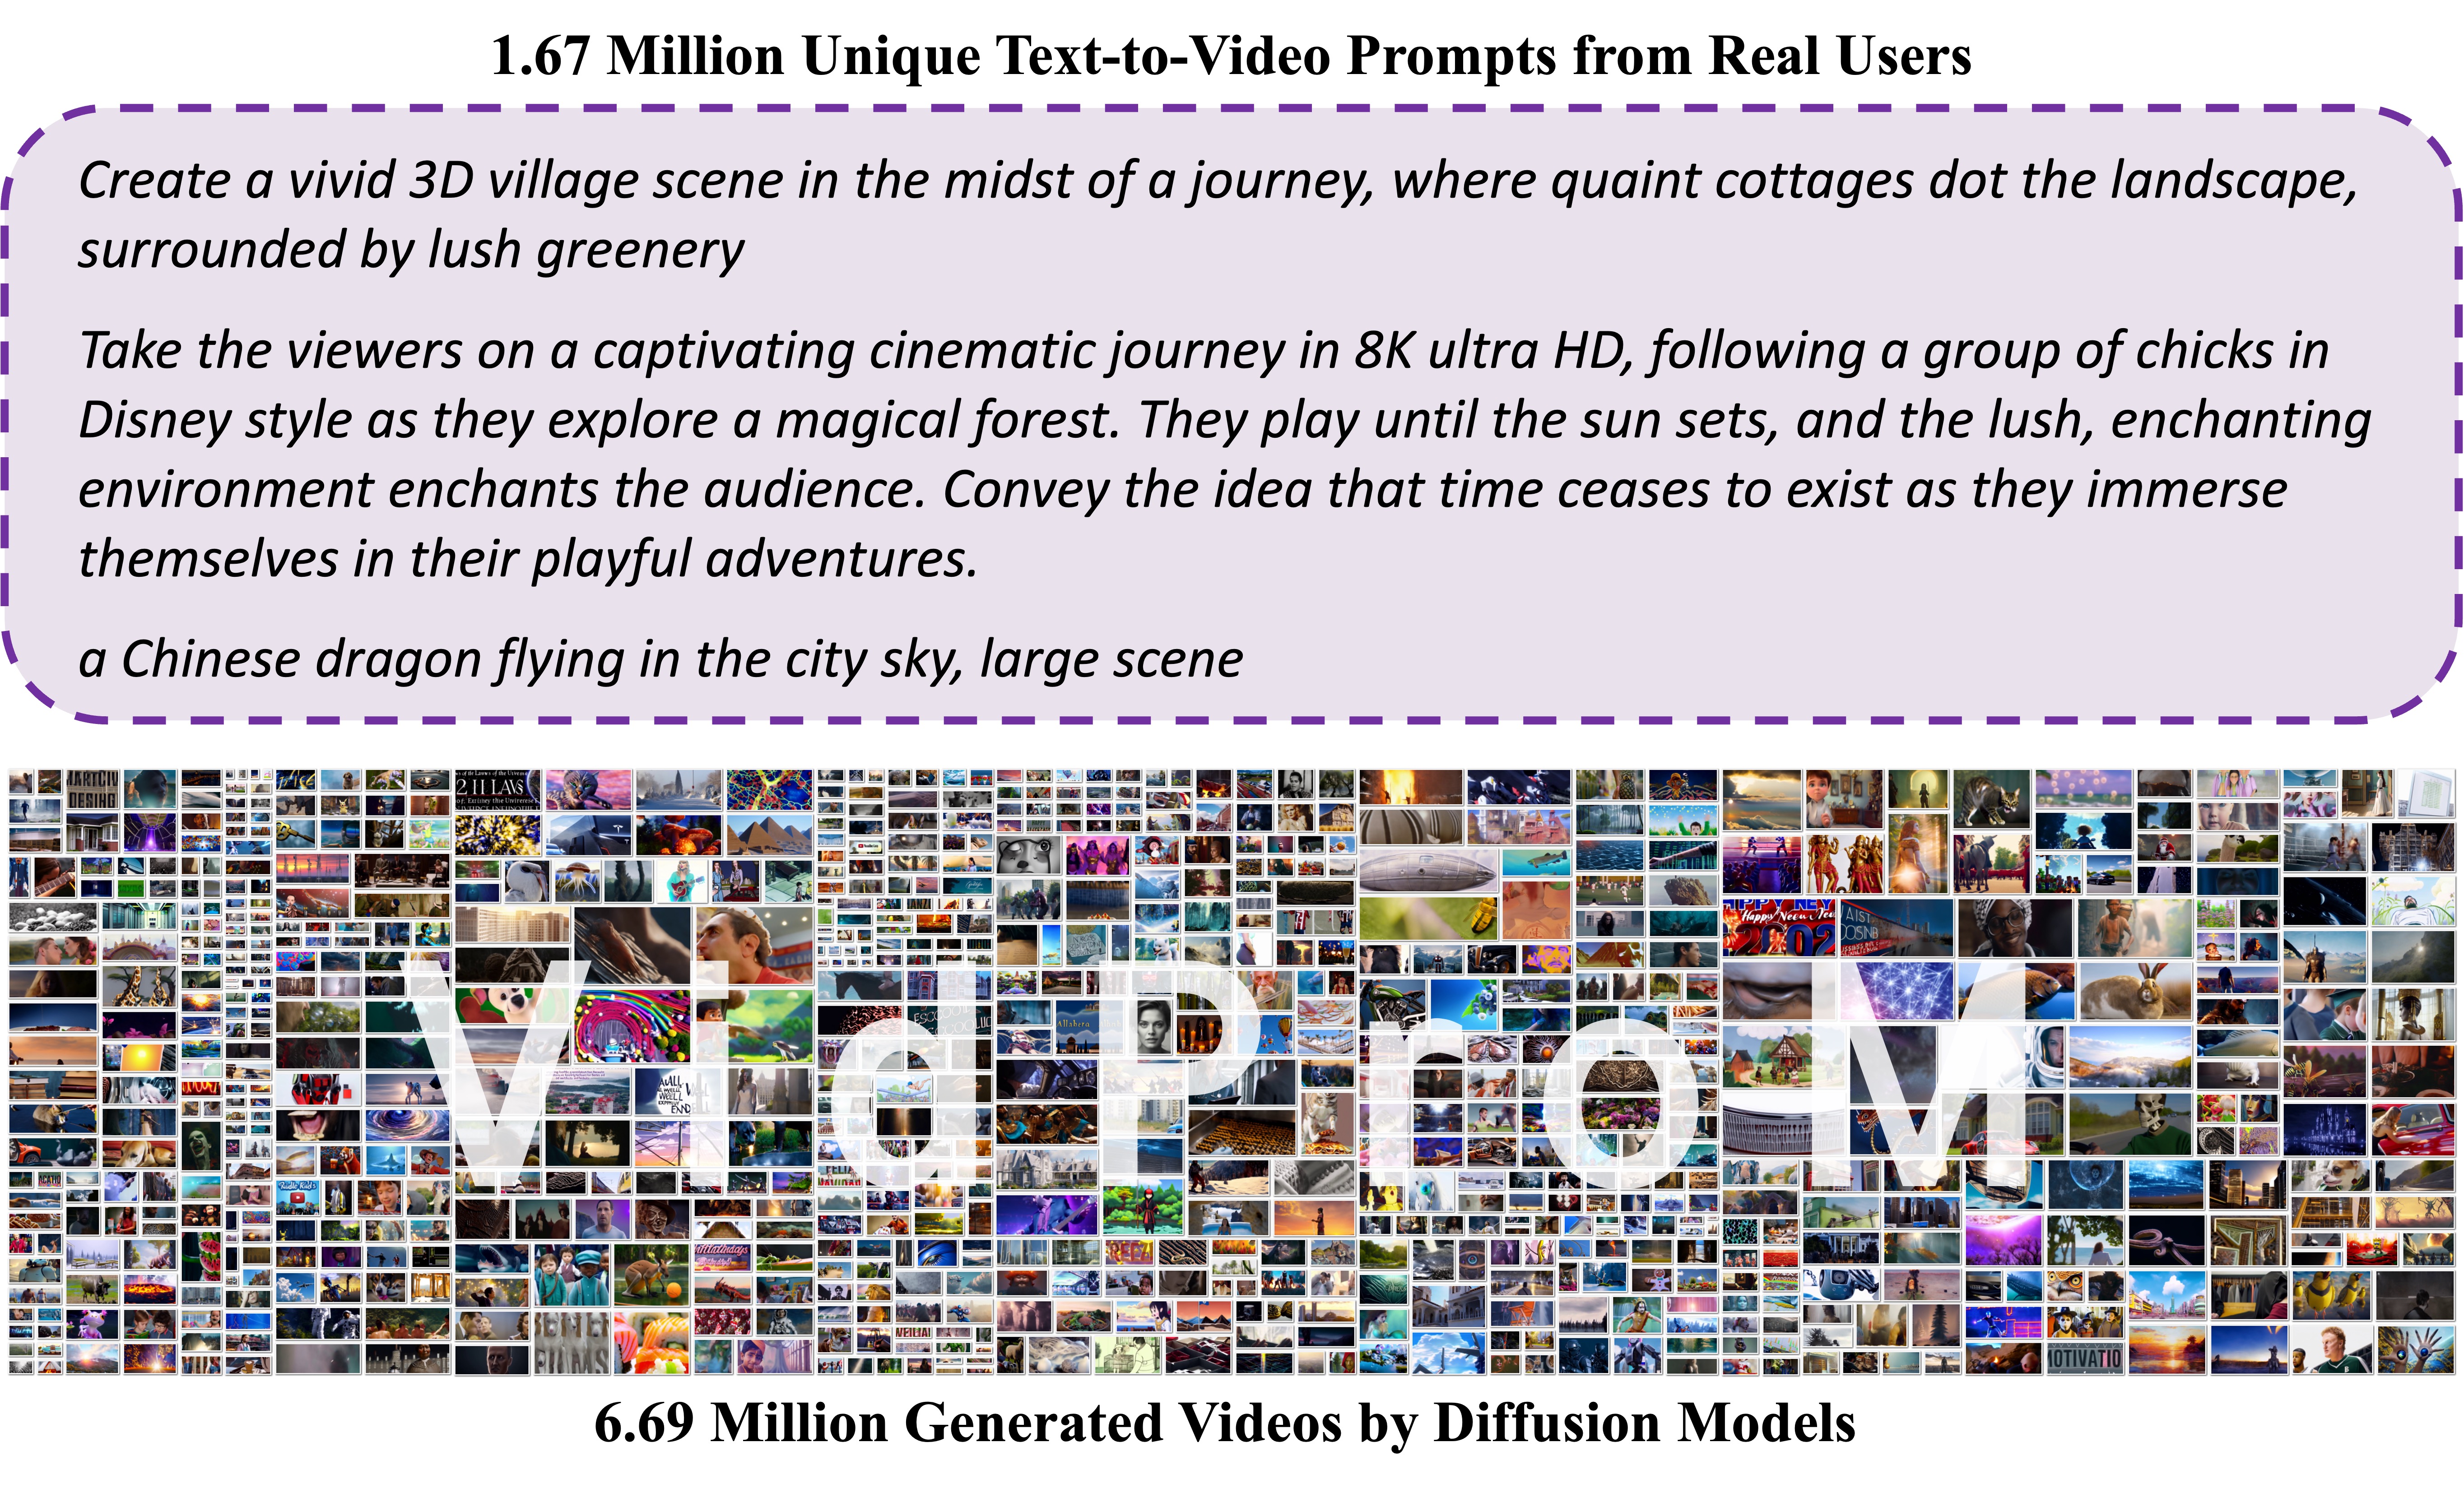 1.67 Million Unique Text-to-Video Prompts from Real Users
Create a vivid 3D village scene in the midst of a journey, where quaint cottages dot the landscape,
surrounded by lush greenery
Take the viewers on a captivating cinematic journey in 8K ultra HD, following a group of chicks in
Disney style as they explore a magical forest. They play until the sun sets, and the lush, enchanting
environment enchants the audience. Convey the idea that time ceases to exist as they immerse
themselves in their playful adventures.
a Chinese dragon flying in the city sky, large scene
VidProM
6.69 Million Generated Videos by Diffusion Models